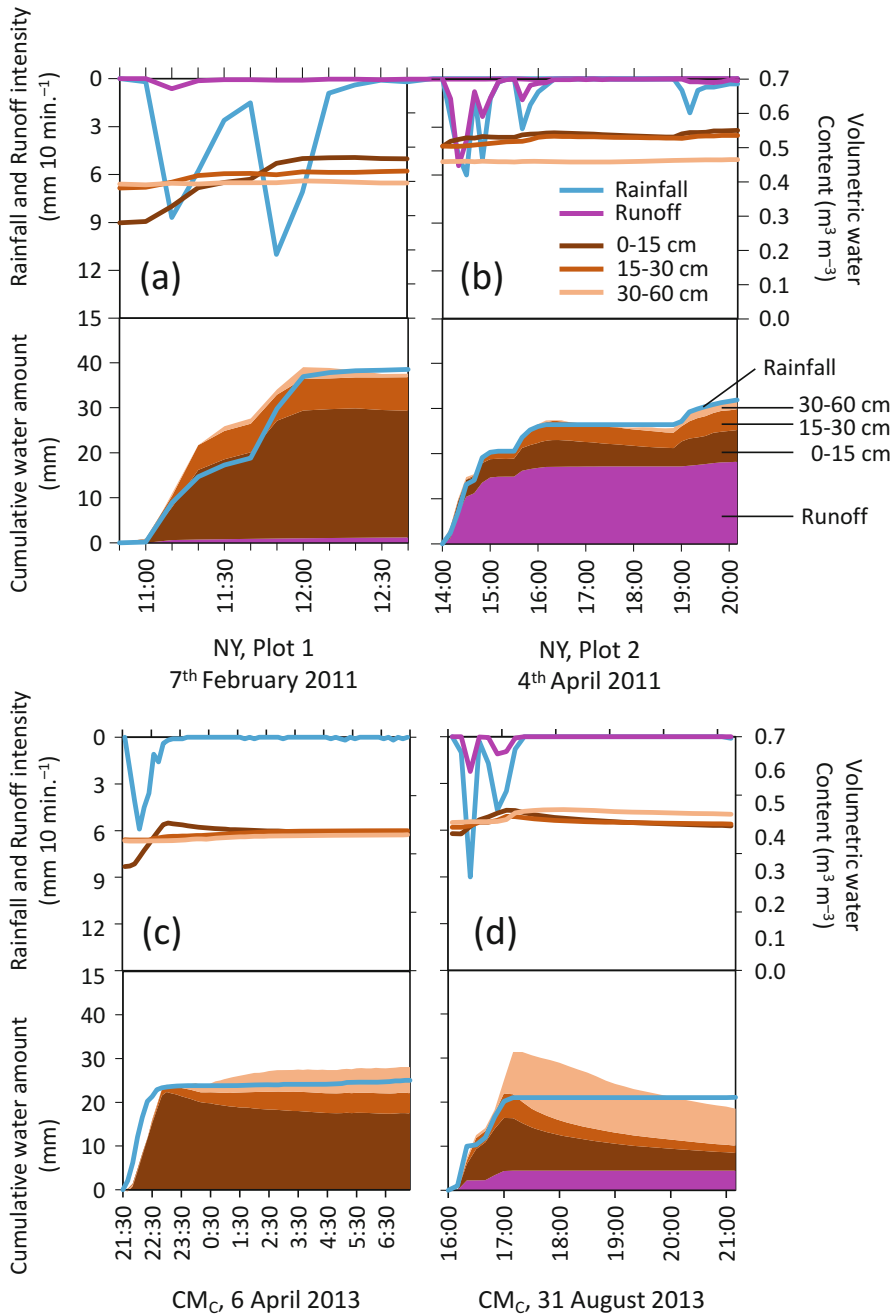 Rainfall and Runoff intensity
(mm 10 min.⁻¹)
0
3
6
9
12
15
(a)
(b)
Rainfall
Runoff
0-15 cm
15-30 cm
30-60 cm
0.7
0.6
0.5
0.4
0.3
0.2
0.1
0.0
Volumetric water
Content (m³ m⁻³)
Cumulative water amount
(mm)
40
30
20
10
0
Rainfall
30-60 cm
15-30 cm
0-15 cm
Runoff
11:00
11:30
12:00
12:30
14:00
15:00
16:00
17:00
18:00
19:00
20:00
NY, Plot 1
7th February 2011
NY, Plot 2
4th April 2011
Rainfall and Runoff intensity
(mm 10 min.⁻¹)
0
3
6
9
12
15
(c)
(d)
0.7
0.6
0.5
0.4
0.3
0.2
0.1
0.0
Volumetric water
Content (m³ m⁻³)
Cumulative water amount
(mm)
40
30
20
10
0
21:30
22:30
23:30
0:30
1:30
2:30
3:30
4:30
5:30
6:30
16:00
17:00
18:00
19:00
20:00
21:00
CMC, 6 April 2013
CMC, 31 August 2013